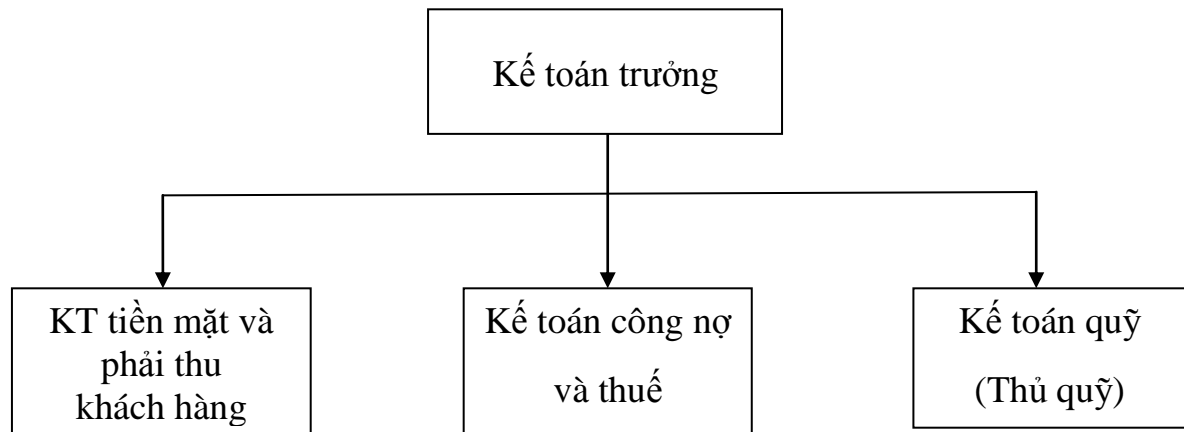 Kế toán trưởng
KT tiền mặt và
phải thu
khách hàng
Kế toán công nợ
và thuế
Kế toán quỹ
(Thủ quỹ)